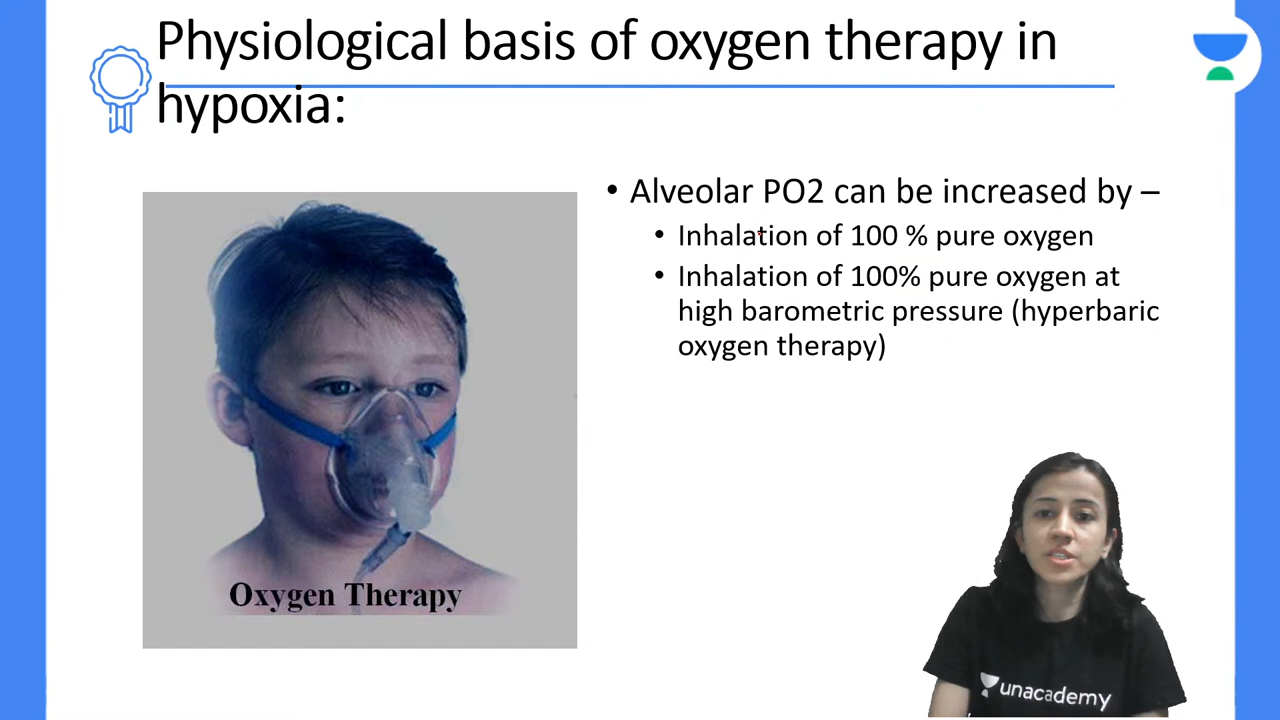 Physiological basis of oxygen therapy in
hypoxia:
• Alveolar PO2 can be increased by –
• Inhalation of 100 % pure oxygen
• Inhalation of 100% pure oxygen at
high barometric pressure (hyperbaric
oxygen therapy)
Oxygen Therapy
unacademy